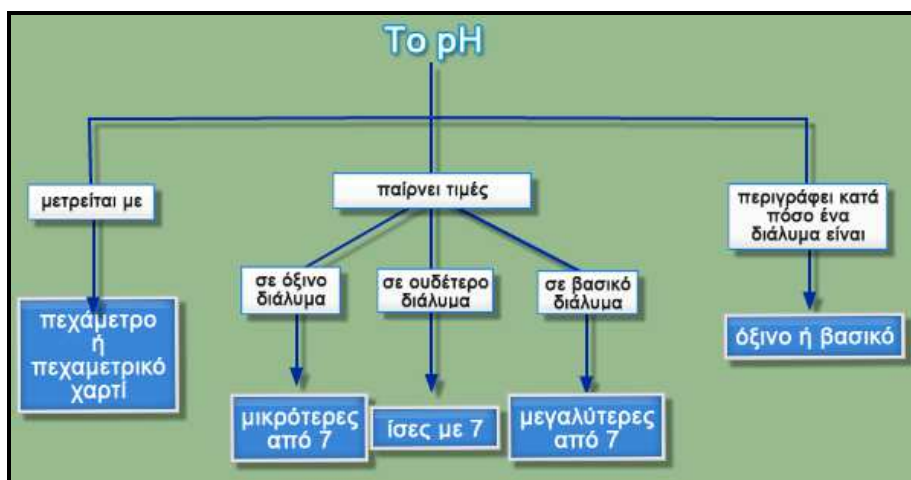 Το pH
μετρείται με
πεχάμετρο
ή
πεχαμετρικό
χαρτί
παίρνει τιμές
σε όξινο
διάλυμα
μικρότερες
από 7
σε ουδέτερο
διάλυμα
ίσες με 7
σε βασικό
διάλυμα
μεγαλύτερες
από 7
περιγράφει κατά
πόσο ένα
διάλυμα είναι
όξινο ή βασικό